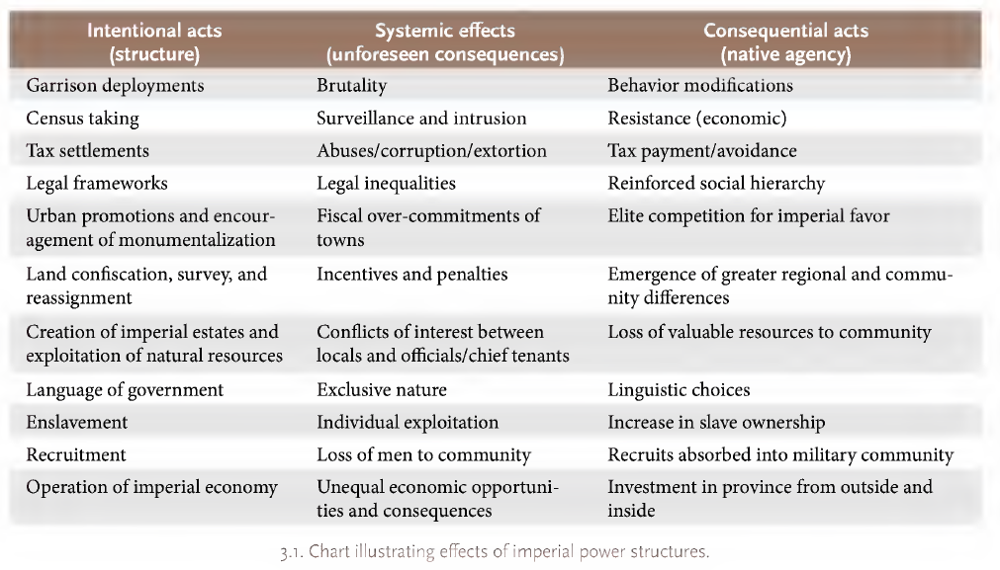 Intentional acts
(structure)
Systemic effects
(unforeseen consequences)
Consequential acts
(native agency)
Garrison deployments Brutality Behavior modifications
Census taking Surveillance and intrusion Resistance (economic)
Tax settlements Abuses/corruption/extortion Tax payment/avoidance
Legal frameworks Legal inequalities Reinforced social hierarchy
Urban promotions and encour-
agement of monumentalization
Fiscal over-commitments of
towns
Elite competition for imperial favor
Land confiscation, survey, and
reassignment
Incentives and penalties
Emergence of greater regional and commu-
nity differences
Creation of imperial estates and
exploitation of natural resources
Conflicts of interest between
locals and officials/chief tenants
Loss of valuable resources to community
Language of government Exclusive nature Linguistic choices
Enslavement Individual exploitation Increase in slave ownership
Recruitment Loss of men to community Recruits absorbed into military community
Operation of imperial economy
Unequal economic opportuni-
ties and consequences
Investment in province from outside and
inside
3.1. Chart illustrating effects of imperial power structures.